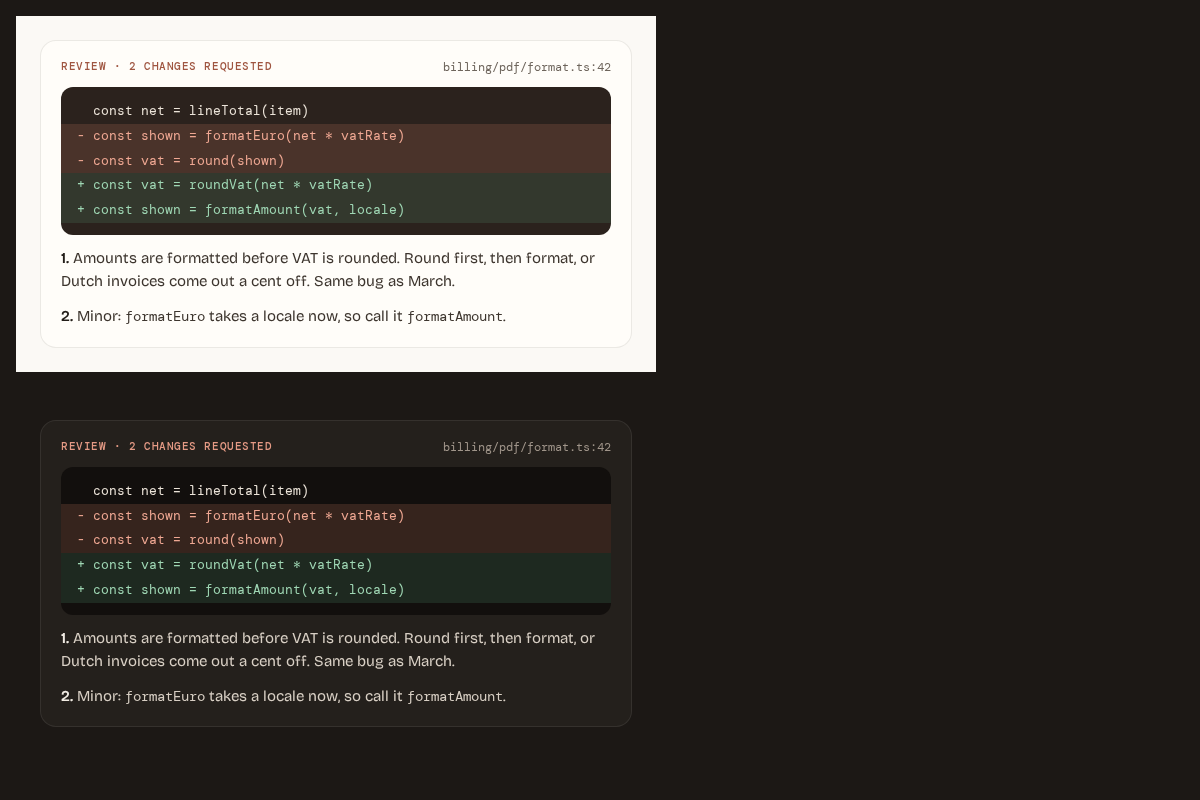 REVIEW · 2 CHANGES REQUESTED
billing/pdf/format.ts:42
const net = lineTotal(item)
- const shown = formatEuro(net * vatRate)
- const vat = round(shown)
+ const vat = roundVat(net * vatRate)
+ const shown = formatAmount(vat, locale)
1. Amounts are formatted before VAT is rounded. Round first, then format, or
Dutch invoices come out a cent off. Same bug as March.
2. Minor: formatEuro takes a locale now, so call it formatAmount.
REVIEW · 2 CHANGES REQUESTED
billing/pdf/format.ts:42
const net = lineTotal(item)
- const shown = formatEuro(net * vatRate)
- const vat = round(shown)
+ const vat = roundVat(net * vatRate)
+ const shown = formatAmount(vat, locale)
1. Amounts are formatted before VAT is rounded. Round first, then format, or
Dutch invoices come out a cent off. Same bug as March.
2. Minor: formatEuro takes a locale now, so call it formatAmount.